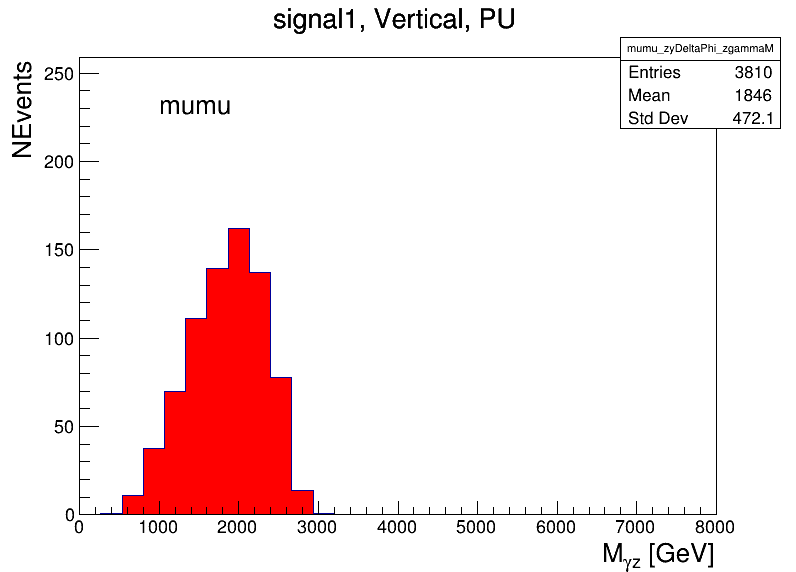 signal1, Vertical, PU
mumu_zyDeltaPhi_zgammaM
Entries 3810
Mean 1846
Std Dev 472.1
NEvents
mumu
250
200
150
100
50
0
0 1000 2000 3000 4000 5000 6000 7000 8000
Mγz [GeV]